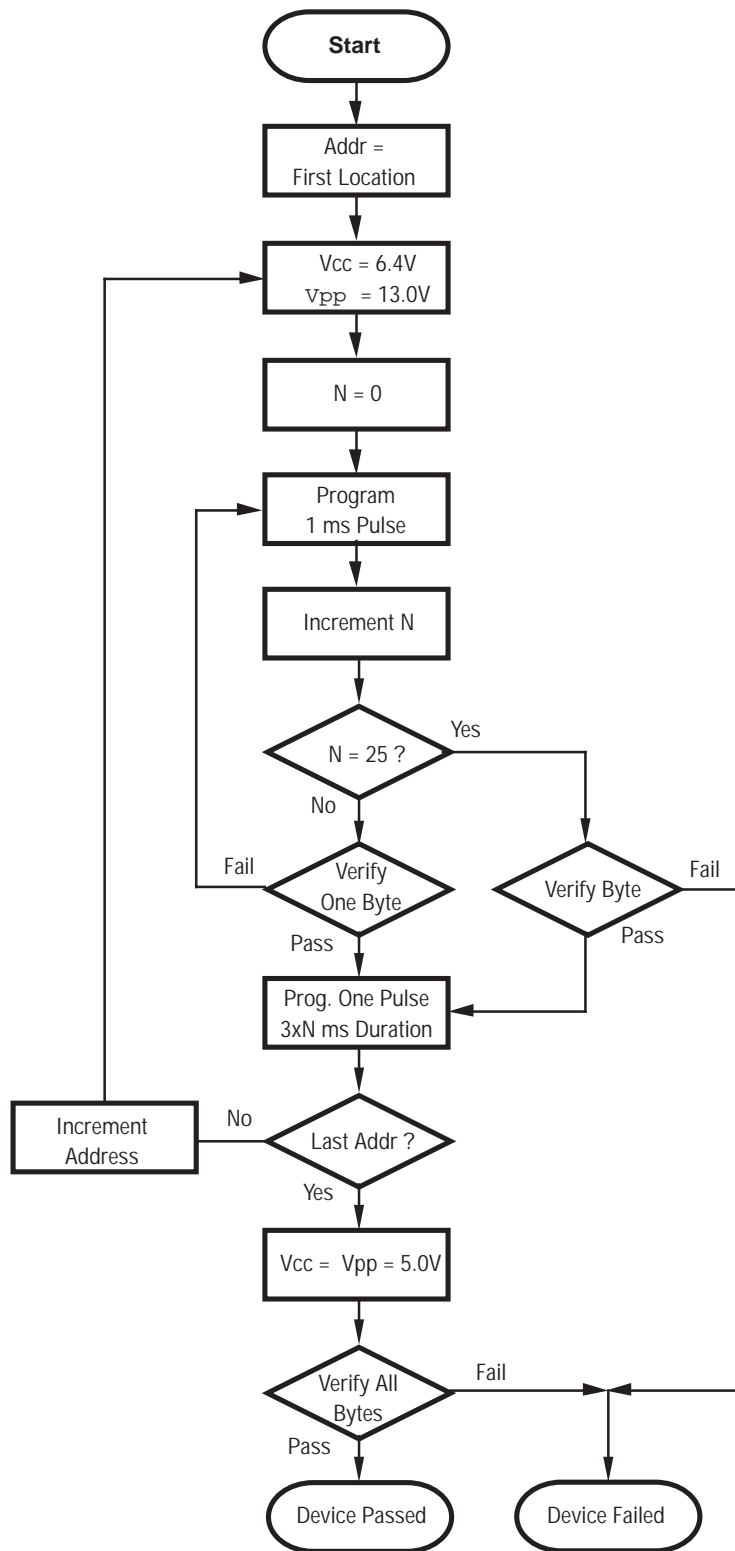 Start
Addr =
First Location
Vcc = 6.4V
Vpp = 13.0V
N = 0
Program
1 ms Pulse
Increment N
N = 25 ?
Yes
No
Fail
Verify
One Byte
Pass
Verify Byte
Fail
Pass
Prog. One Pulse
3xN ms Duration
Increment
Address
No
Last Addr ?
Yes
Vcc = Vpp = 5.0V
Verify All
Bytes
Fail
Pass
Device Passed
Device Failed